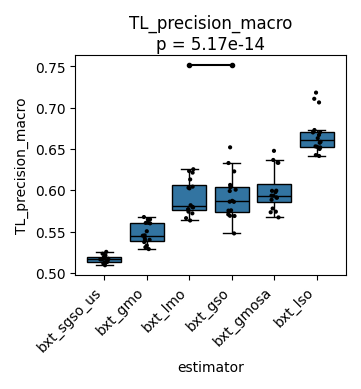 TL_precision_macro
p = 5.17e-14
TL_precision_macro
0.75
0.70
0.65
0.60
0.55
0.50
bxt_sgso_us
bxt_gmo
bxt_lmo
bxt_gso
bxt_gmosa
bxt_lso
estimator